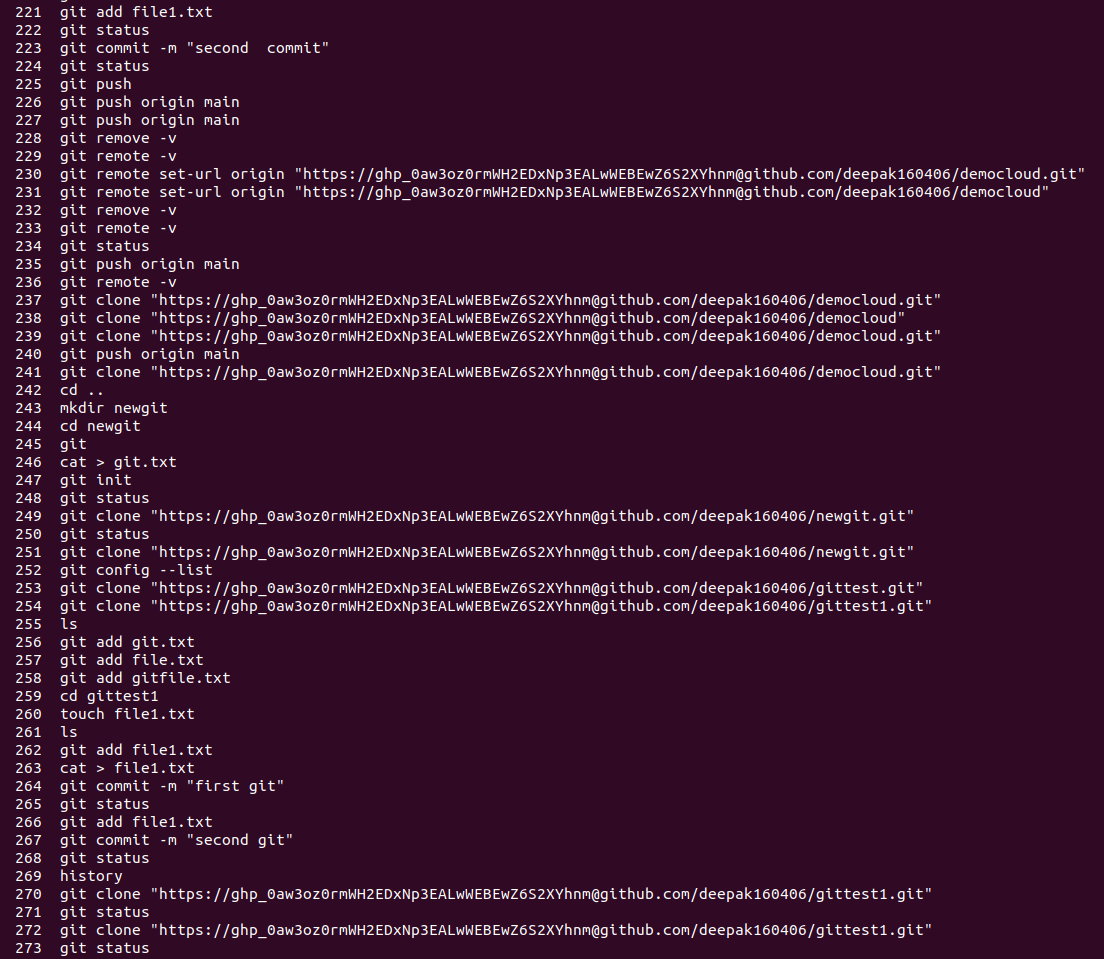 221 git add file1.txt
222 git status
223 git commit -m "second  commit"
224 git status
225 git push
226 git push origin main
227 git push origin main
228 git remove -v
229 git remote -v
230 git remote set-url origin "https://ghp_0aw3oz0rmWH2EDxNp3EALwWEBEwZ6S2XYhnm@github.com/deepak160406/democloud.git"
231 git remote set-url origin "https://ghp_0aw3oz0rmWH2EDxNp3EALwWEBEwZ6S2XYhnm@github.com/deepak160406/democloud"
232 git remove -v
233 git remote -v
234 git status
235 git push origin main
236 git remote -v
237 git clone "https://ghp_0aw3oz0rmWH2EDxNp3EALwWEBEwZ6S2XYhnm@github.com/deepak160406/democloud.git"
238 git clone "https://ghp_0aw3oz0rmWH2EDxNp3EALwWEBEwZ6S2XYhnm@github.com/deepak160406/democloud"
239 git clone "https://ghp_0aw3oz0rmWH2EDxNp3EALwWEBEwZ6S2XYhnm@github.com/deepak160406/democloud.git"
240 git push origin main
241 git clone "https://ghp_0aw3oz0rmWH2EDxNp3EALwWEBEwZ6S2XYhnm@github.com/deepak160406/democloud.git"
242 cd ..
243 mkdir newgit
244 cd newgit
245 git
246 cat > git.txt
247 git init
248 git status
249 git clone "https://ghp_0aw3oz0rmWH2EDxNp3EALwWEBEwZ6S2XYhnm@github.com/deepak160406/newgit.git"
250 git status
251 git clone "https://ghp_0aw3oz0rmWH2EDxNp3EALwWEBEwZ6S2XYhnm@github.com/deepak160406/newgit.git"
252 git config --list
253 git clone "https://ghp_0aw3oz0rmWH2EDxNp3EALwWEBEwZ6S2XYhnm@github.com/deepak160406/gittest.git"
254 git clone "https://ghp_0aw3oz0rmWH2EDxNp3EALwWEBEwZ6S2XYhnm@github.com/deepak160406/gittest1.git"
255 ls
256 git add git.txt
257 git add file.txt
258 git add gitfile.txt
259 cd gittest1
260 touch file1.txt
261 ls
262 git add file1.txt
263 cat > file1.txt
264 git commit -m "first git"
265 git status
266 git add file1.txt
267 git commit -m "second git"
268 git status
269 history
270 git clone "https://ghp_0aw3oz0rmWH2EDxNp3EALwWEBEwZ6S2XYhnm@github.com/deepak160406/gittest1.git"
271 git status
272 git clone "https://ghp_0aw3oz0rmWH2EDxNp3EALwWEBEwZ6S2XYhnm@github.com/deepak160406/gittest1.git"
273 git status